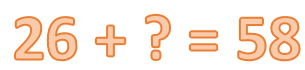 26 + ? = 58